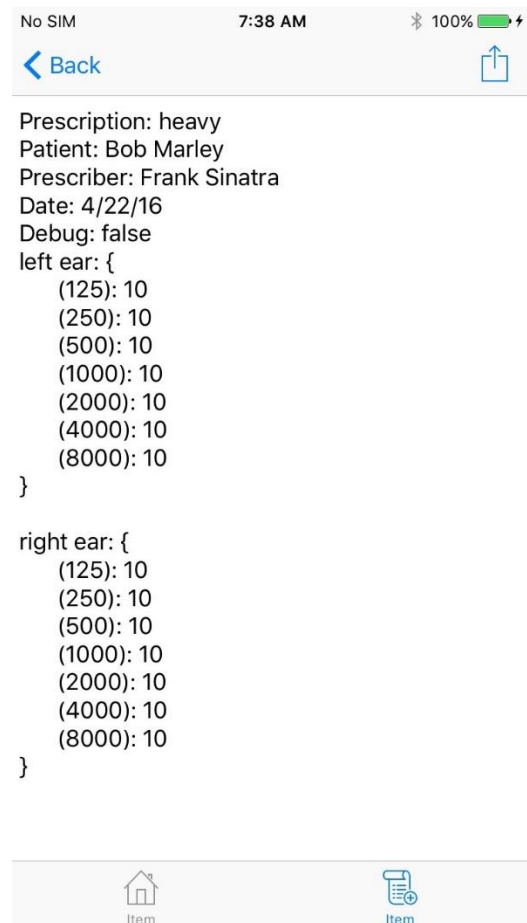 No SIM 7:38 AM 100%
Back
Prescription: heavy
Patient: Bob Marley
Prescriber: Frank Sinatra
Date: 4/22/16
Debug: false
left ear: {
(125): 10
(250): 10
(500): 10
(1000): 10
(2000): 10
(4000): 10
(8000): 10
}
right ear: {
(125): 10
(250): 10
(500): 10
(1000): 10
(2000): 10
(4000): 10
(8000): 10
}
Item Item